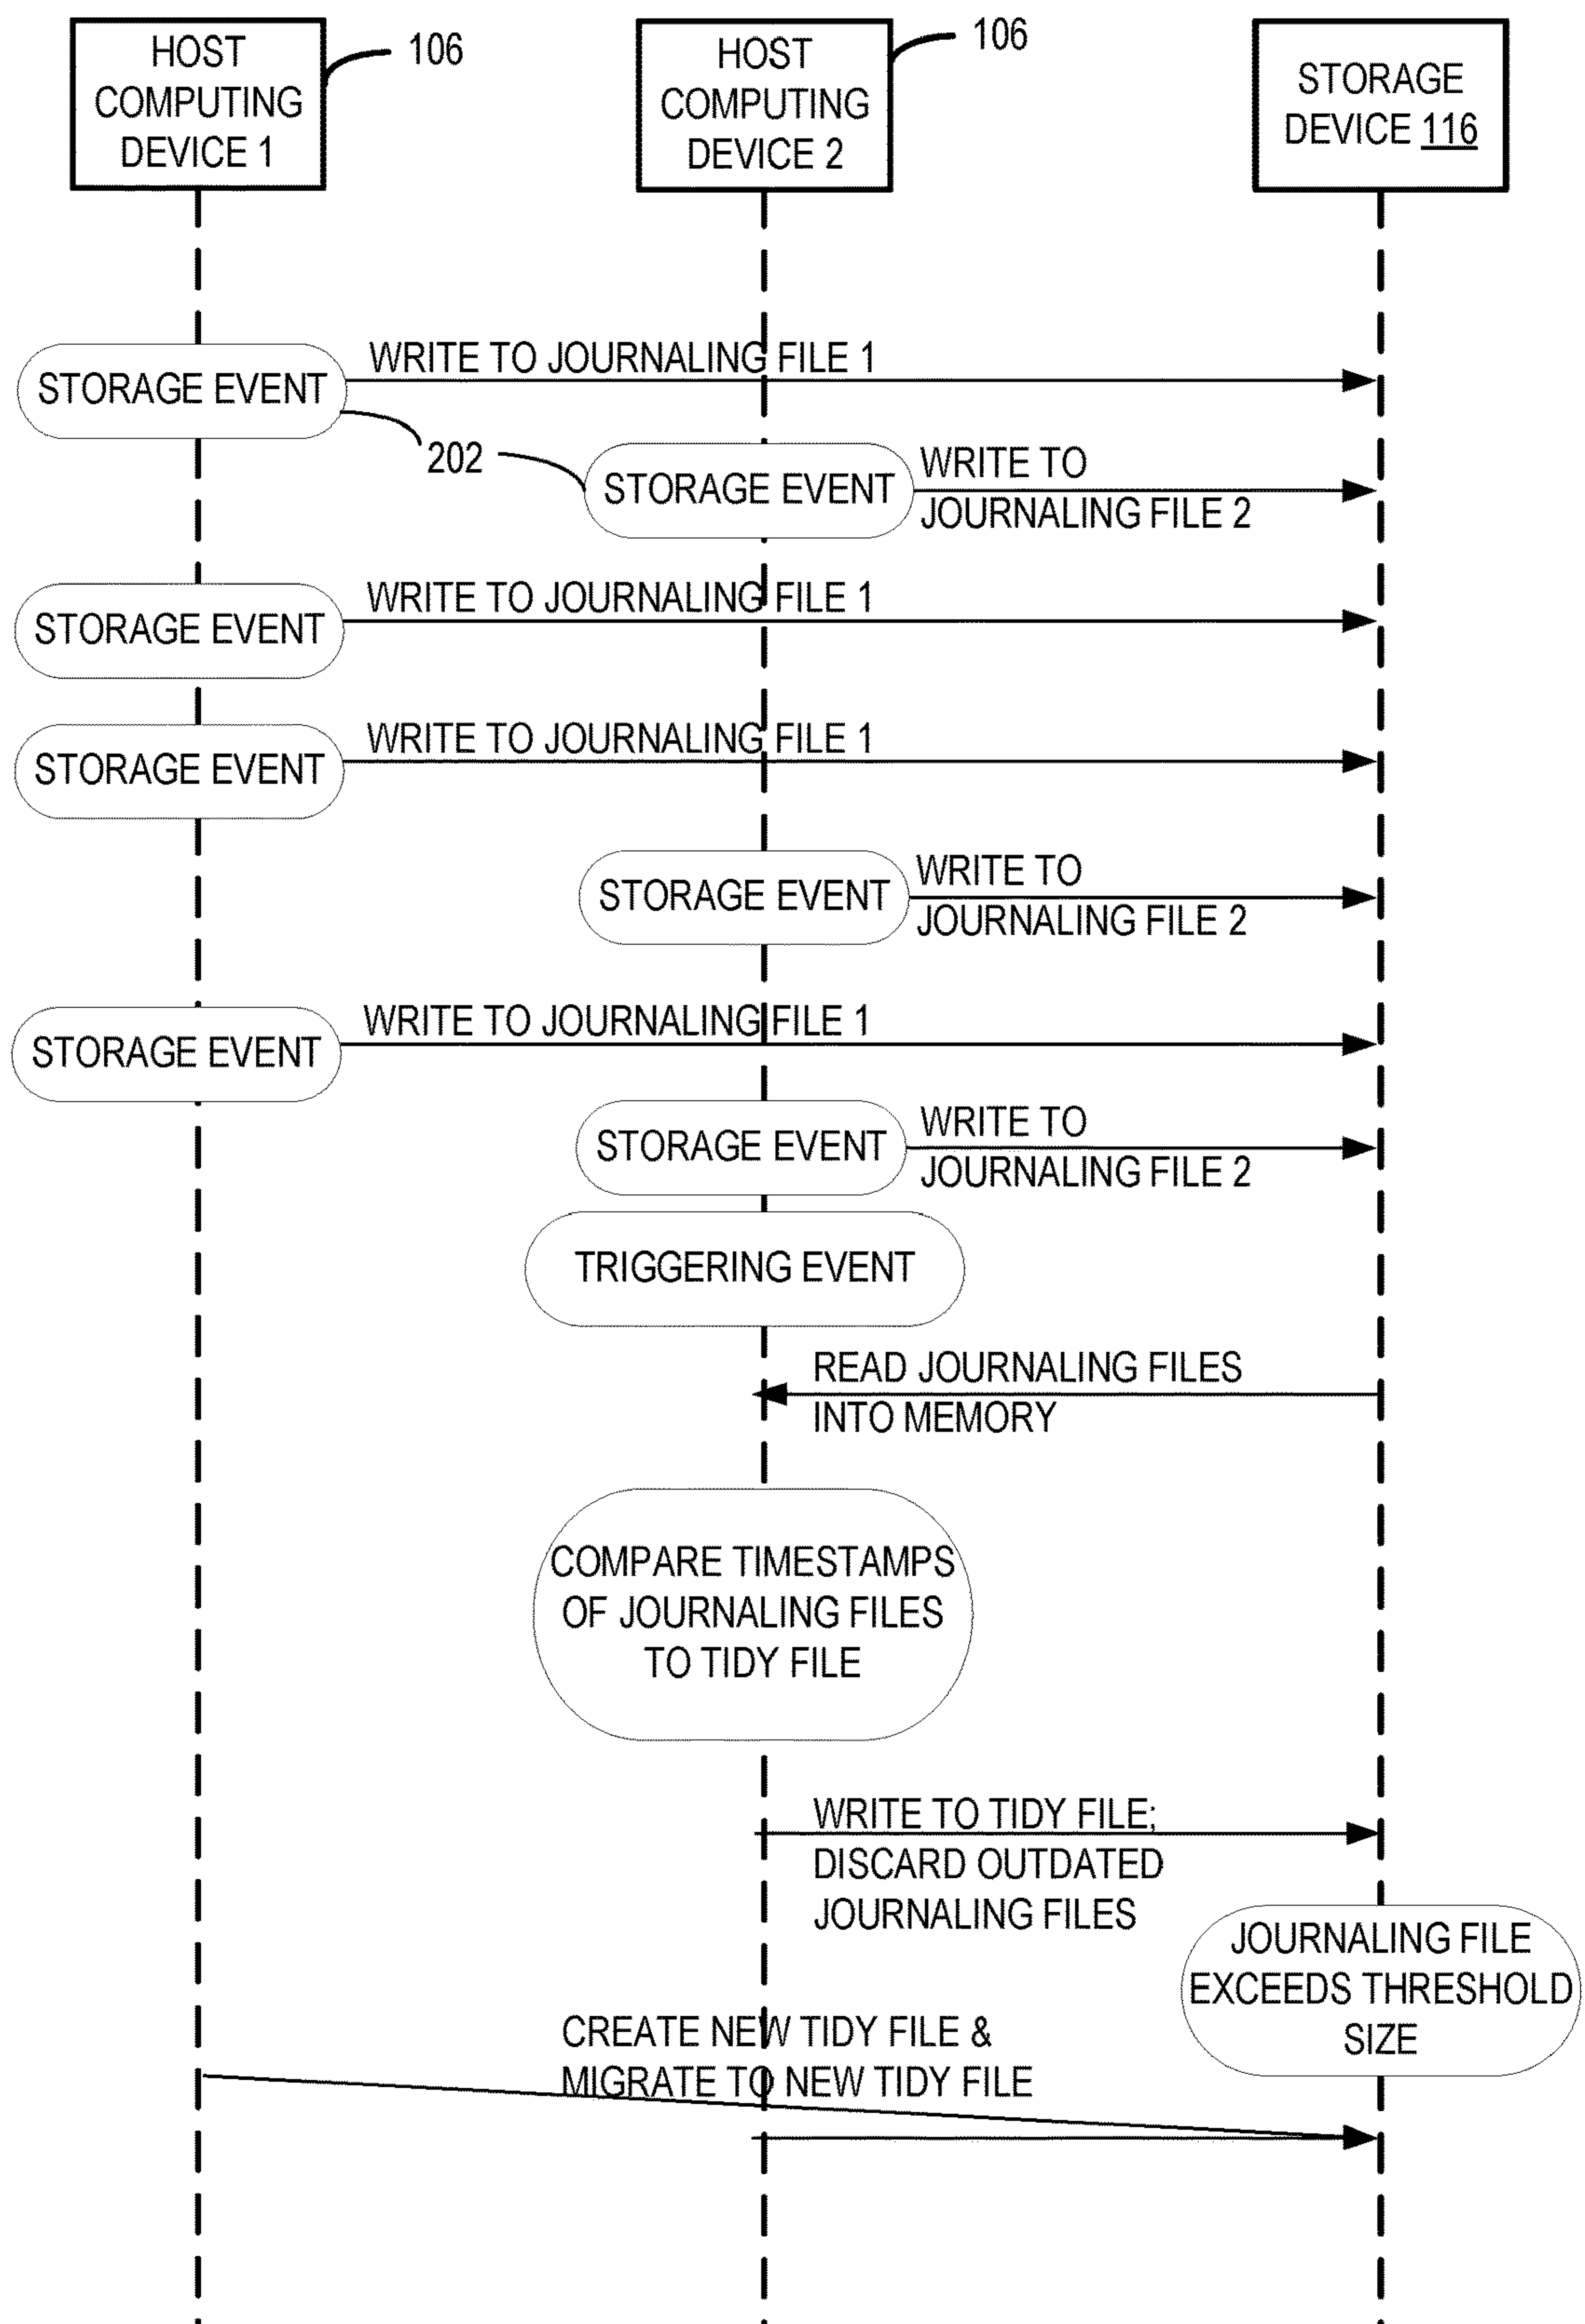 HOST
COMPUTING
DEVICE 1
106
HOST
COMPUTING
DEVICE 2
106
STORAGE
DEVICE 116
WRITE TO JOURNALING FILE 1
STORAGE EVENT
202
STORAGE EVENT
WRITE TO
JOURNALING FILE 2
WRITE TO JOURNALING FILE 1
STORAGE EVENT
WRITE TO JOURNALING FILE 1
STORAGE EVENT
STORAGE EVENT
WRITE TO
JOURNALING FILE 2
WRITE TO JOURNALING FILE 1
STORAGE EVENT
STORAGE EVENT
WRITE TO
JOURNALING FILE 2
TRIGGERING EVENT
READ JOURNALING FILES
INTO MEMORY
COMPARE TIMESTAMPS
OF JOURNALING FILES
TO TIDY FILE
WRITE TO TIDY FILE;
DISCARD OUTDATED
JOURNALING FILES
JOURNALING FILE
EXCEEDS THRESHOLD
SIZE
CREATE NEW TIDY FILE &
MIGRATE TO NEW TIDY FILE